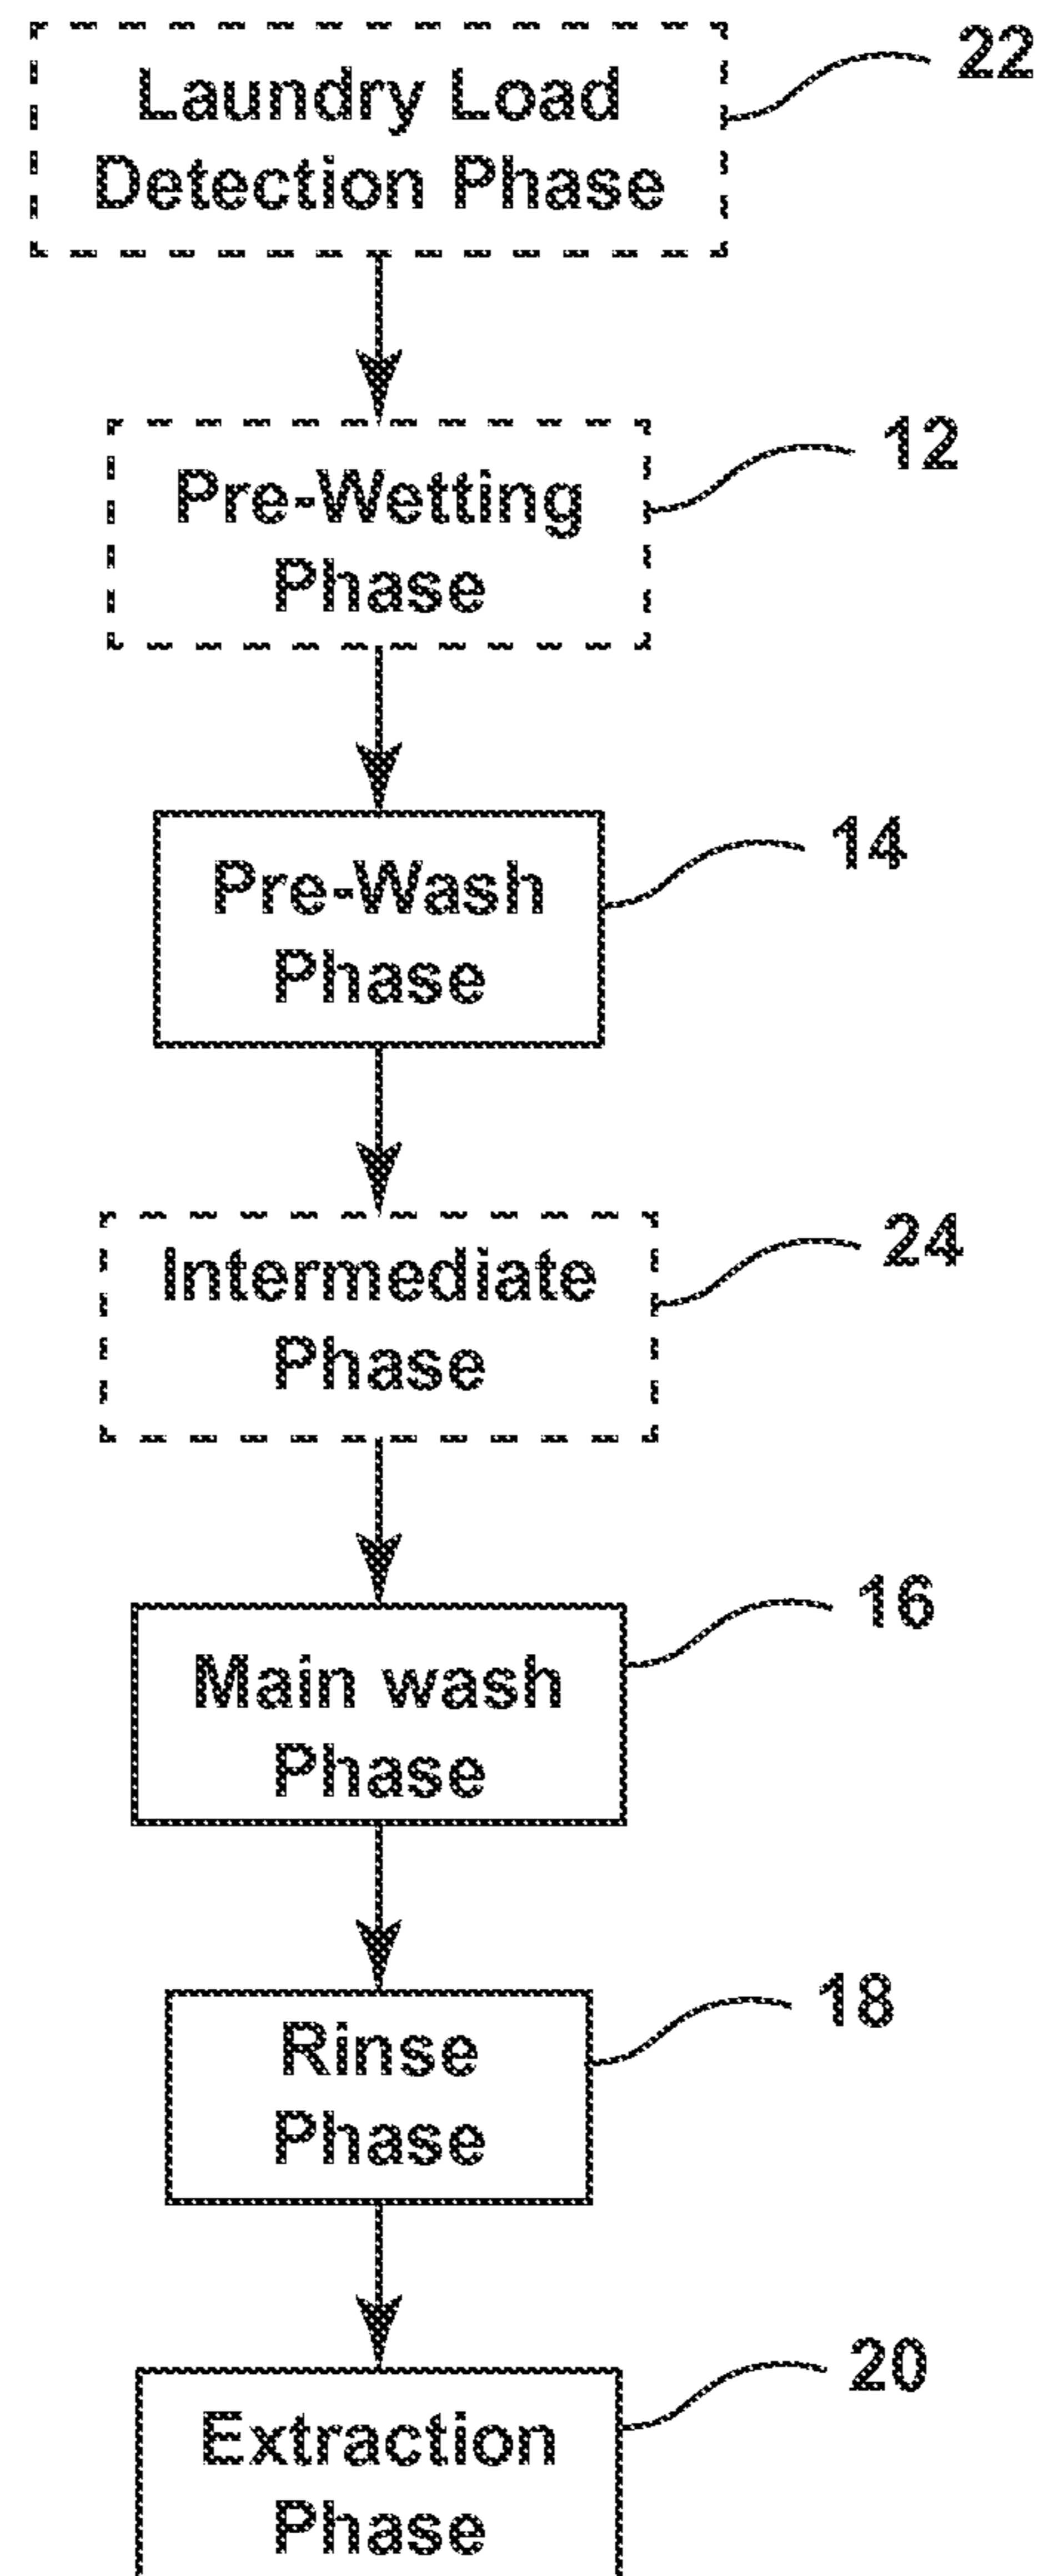 Laundry Load
Detection Phase
22
Pre-Wetting
Phase
12
Pre-Wash
Phase
14
Intermediate
Phase
24
Main wash
Phase
16
Rinse
Phase
18
Extraction
Phase
20